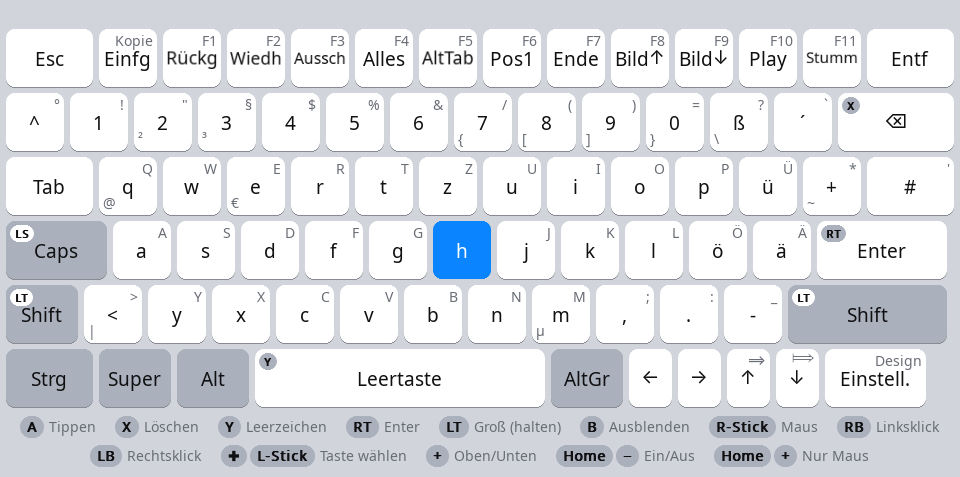 Esc Kopie Einfg F1 Rückg F2 Wiedh F3 Aussch F4 Alles F5 AltTab F6 Pos1 F7 Ende F8 Bild↑ F9 Bild↓ F10 Play F11 Stumm Entf
^ ° 1 ! 2 " ² 3 § ³ 4 $ 5 % 6 & 7 / { 8 ( [ 9 ) ] 0 = } ß ? \ ´ ` X ⌫
Tab q Q @ w W e E € r R t T z Z u U i I o O p P ü Ü + * ~ # '
LS Caps a A s S d D f F g G h j J k K l L ö Ö ä Ä RT Enter
LT Shift < > | y Y x X c C v V b B n N m M µ , ; . : - _ LT Shift
Strg Super Alt Y Leertaste AltGr ← → ↑ ⇒ ↓ ⟾ Design Einstell.
A Tippen X Löschen Y Leerzeichen RT Enter LT Groß (halten) B Ausblenden R-Stick Maus RB Linksklick
LB Rechtsklick ✚ L-Stick Taste wählen + Oben/Unten Home − Ein/Aus Home + Nur Maus